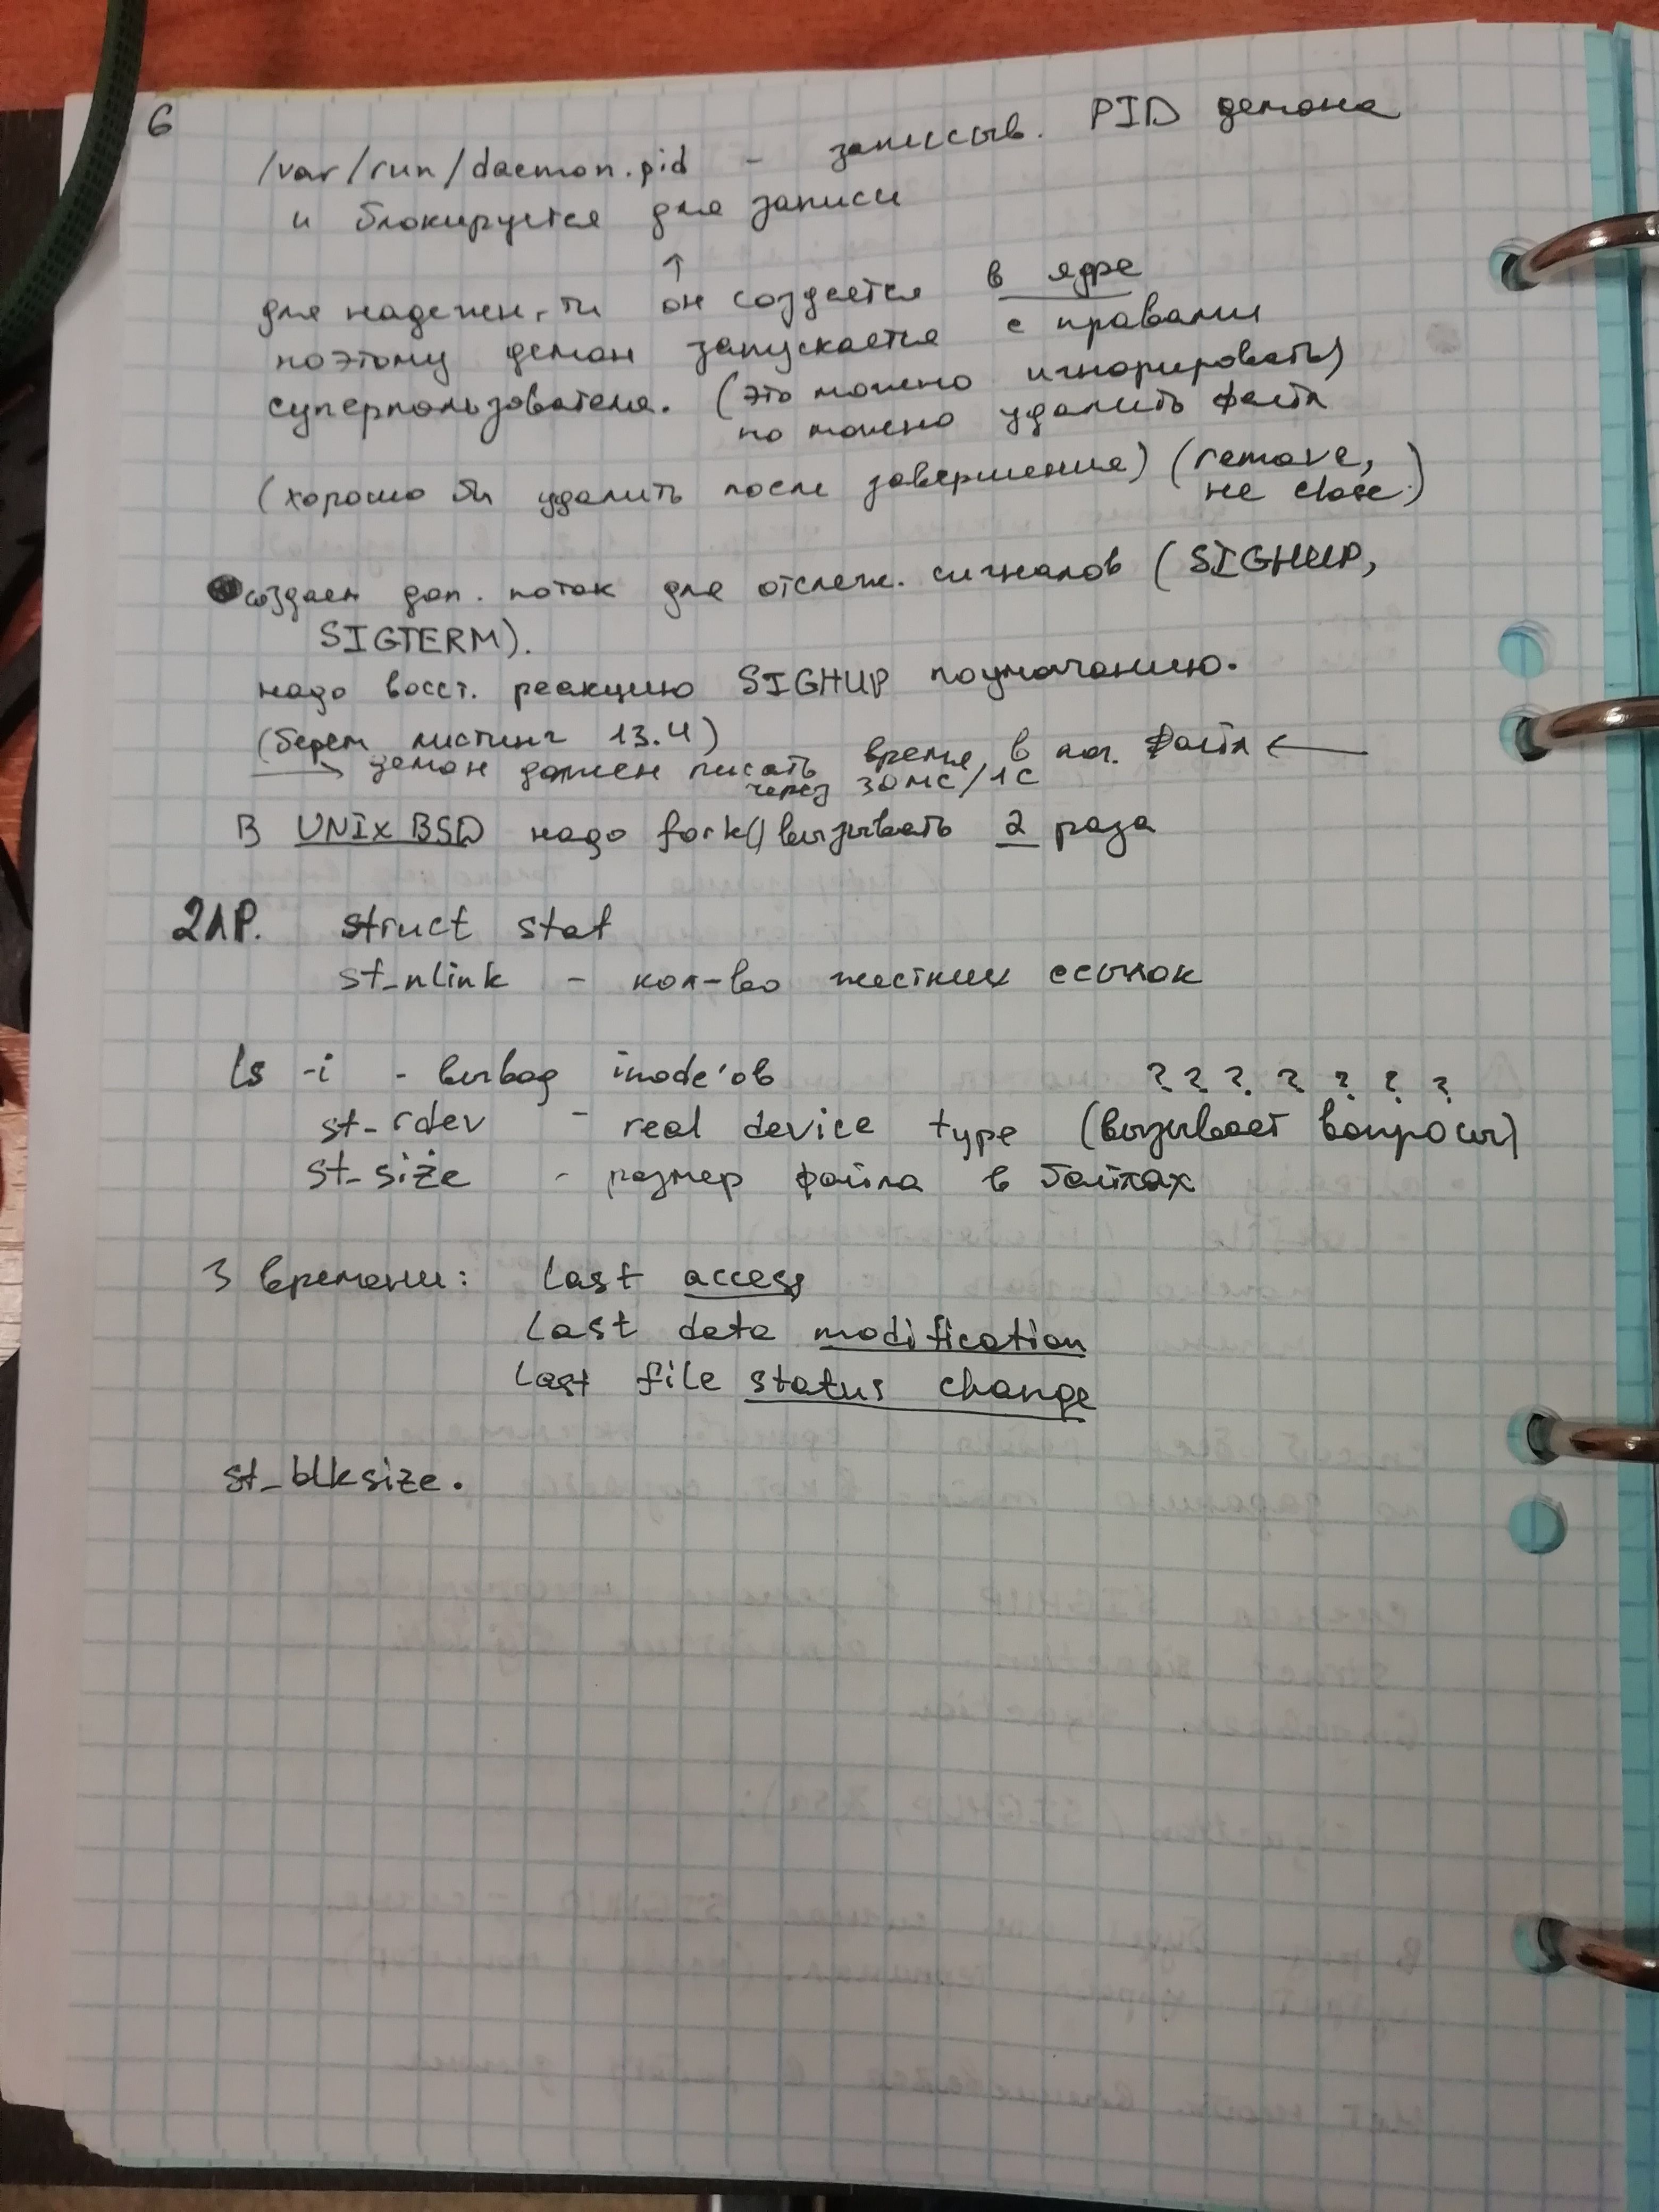 6
/var/run/daemon.pid - записыв. PID демона
и блокируется для записи
↑
для надежн. ти он создается в ядре
поэтому демон запускается с правами
суперпользователя. (это можно игнорировать)
но можно удалить файл
(хорошо бы удалить после завершения) (remove,
не close.)
создаем доп. поток для отслеж. сигналов (SIGHUP,
SIGTERM).
надо восст. реакцию SIGHUP поумолчанию.
(берем листинг 13.4)
→ демон должен писать время в лог. файл ←
через 30мс/1с
В UNIX BSD надо fork() вызывать 2 раза
2ЛР. struct stat
st_nlink - кол-во жестких ссылок
ls -i - вывод inode'ов
? ? ? ? ? ? ?
st_rdev - real device type (вызывает вопросы)
st_size - размер файла в байтах
3 времени: Last access
Last data modification
Last file status change
st_blksize.